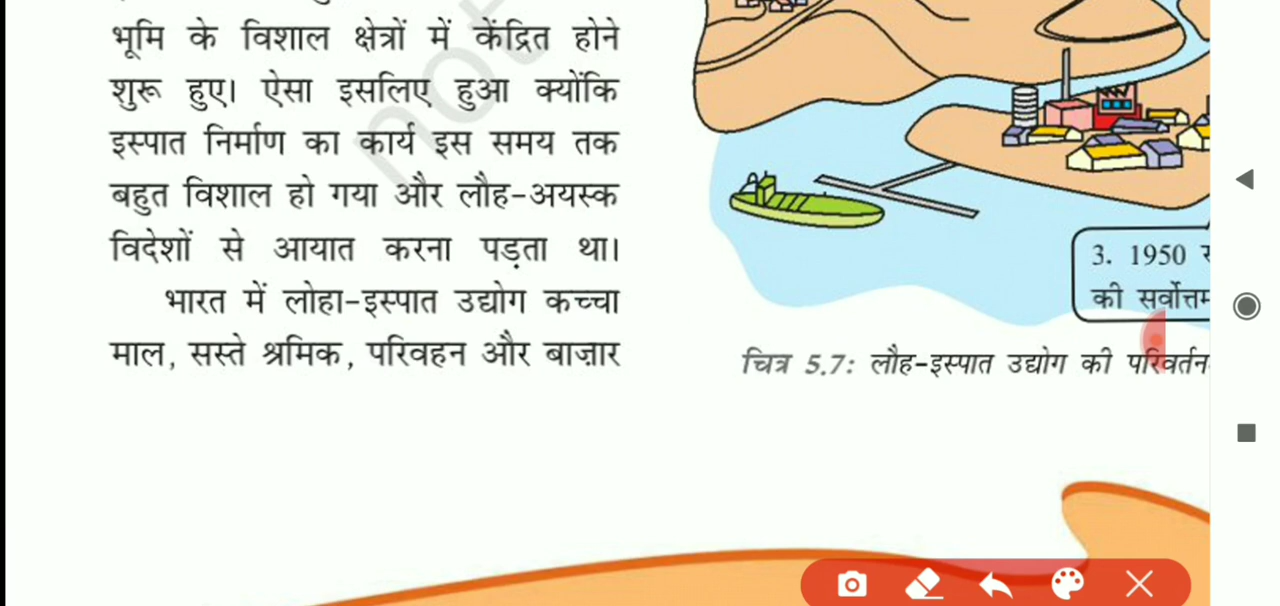 भूमि के विशाल क्षेत्रों में केंद्रित होने
शुरू हुए। ऐसा इसलिए हुआ क्योंकि
इस्पात निर्माण का कार्य इस समय तक
बहुत विशाल हो गया और लौह-अयस्क
विदेशों से आयात करना पड़ता था।
भारत में लोहा-इस्पात उद्योग कच्चा
माल, सस्ते श्रमिक, परिवहन और बाज़ार
3. 1950
की सर्वोत्तम
चित्र 5.7: लौह-इस्पात उद्योग की परिवर्तन
not